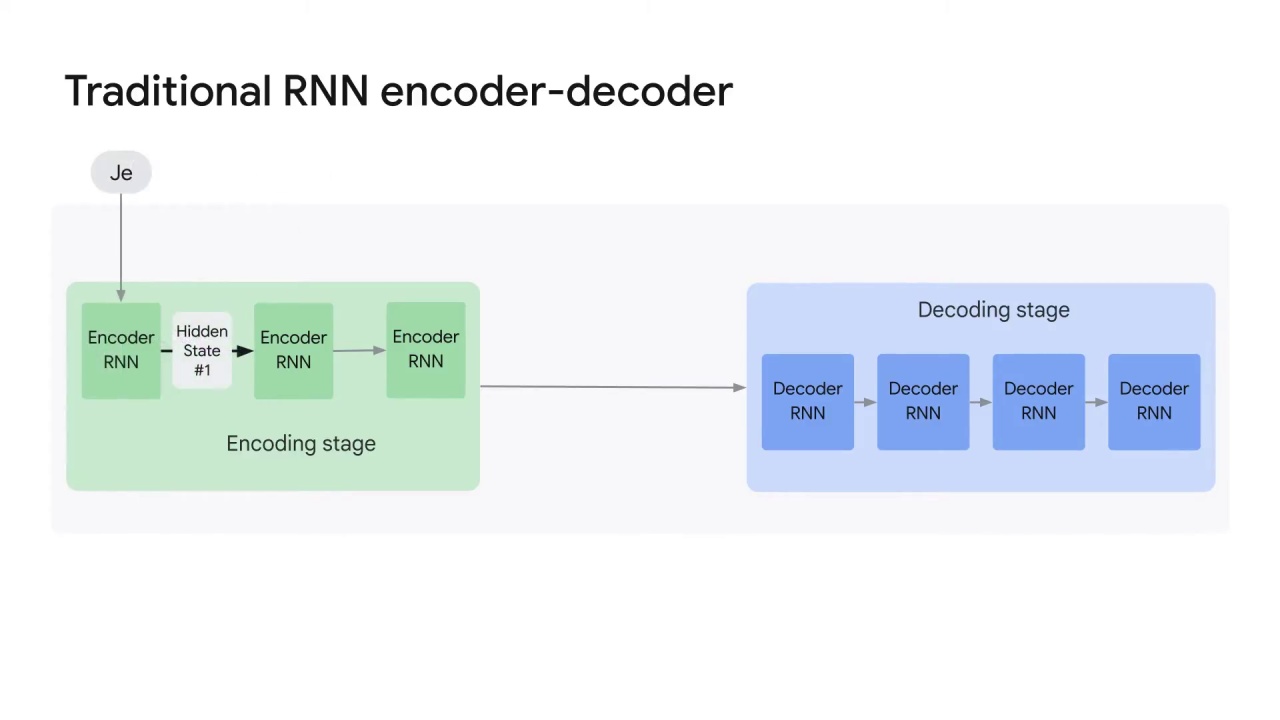 Traditional RNN encoder-decoder
Je
Encoder
RNN
Hidden
State
#1
Encoder
RNN
Encoder
RNN
Encoding stage
Decoding stage
Decoder
RNN
Decoder
RNN
Decoder
RNN
Decoder
RNN